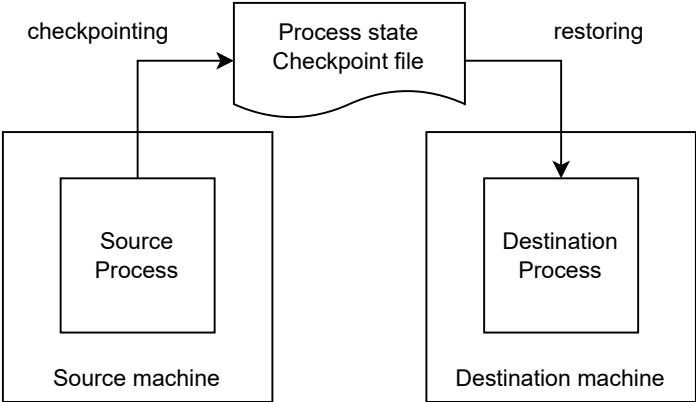 checkpointing
Process state
Checkpoint file
restoring
Source
Process
Source machine
Destination
Process
Destination machine